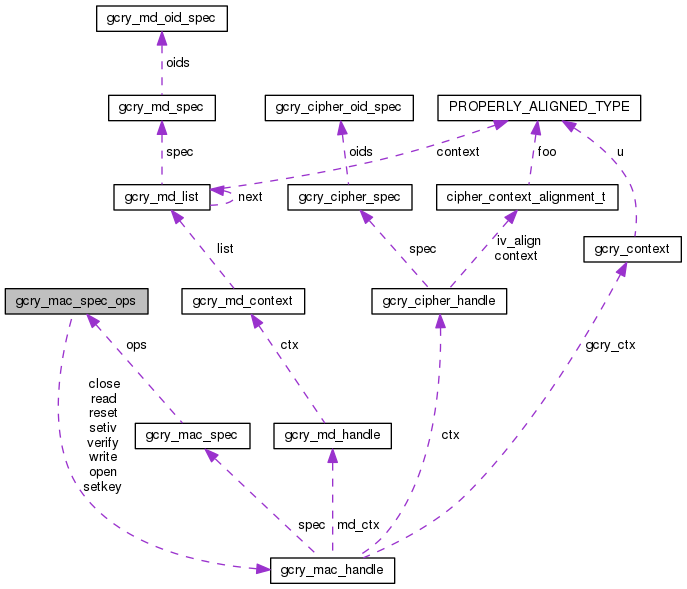 gcry_md_oid_spec
oids
gcry_md_spec
gcry_cipher_oid_spec
PROPERLY_ALIGNED_TYPE
spec
oids
context
foo
u
gcry_md_list
next
gcry_cipher_spec
cipher_context_alignment_t
list
spec
iv_align
context
gcry_context
gcry_mac_spec_ops
gcry_md_context
gcry_cipher_handle
ops
ctx
gcry_ctx
close
read
reset
setiv
verify
write
open
setkey
gcry_mac_spec
gcry_md_handle
ctx
spec
md_ctx
gcry_mac_handle